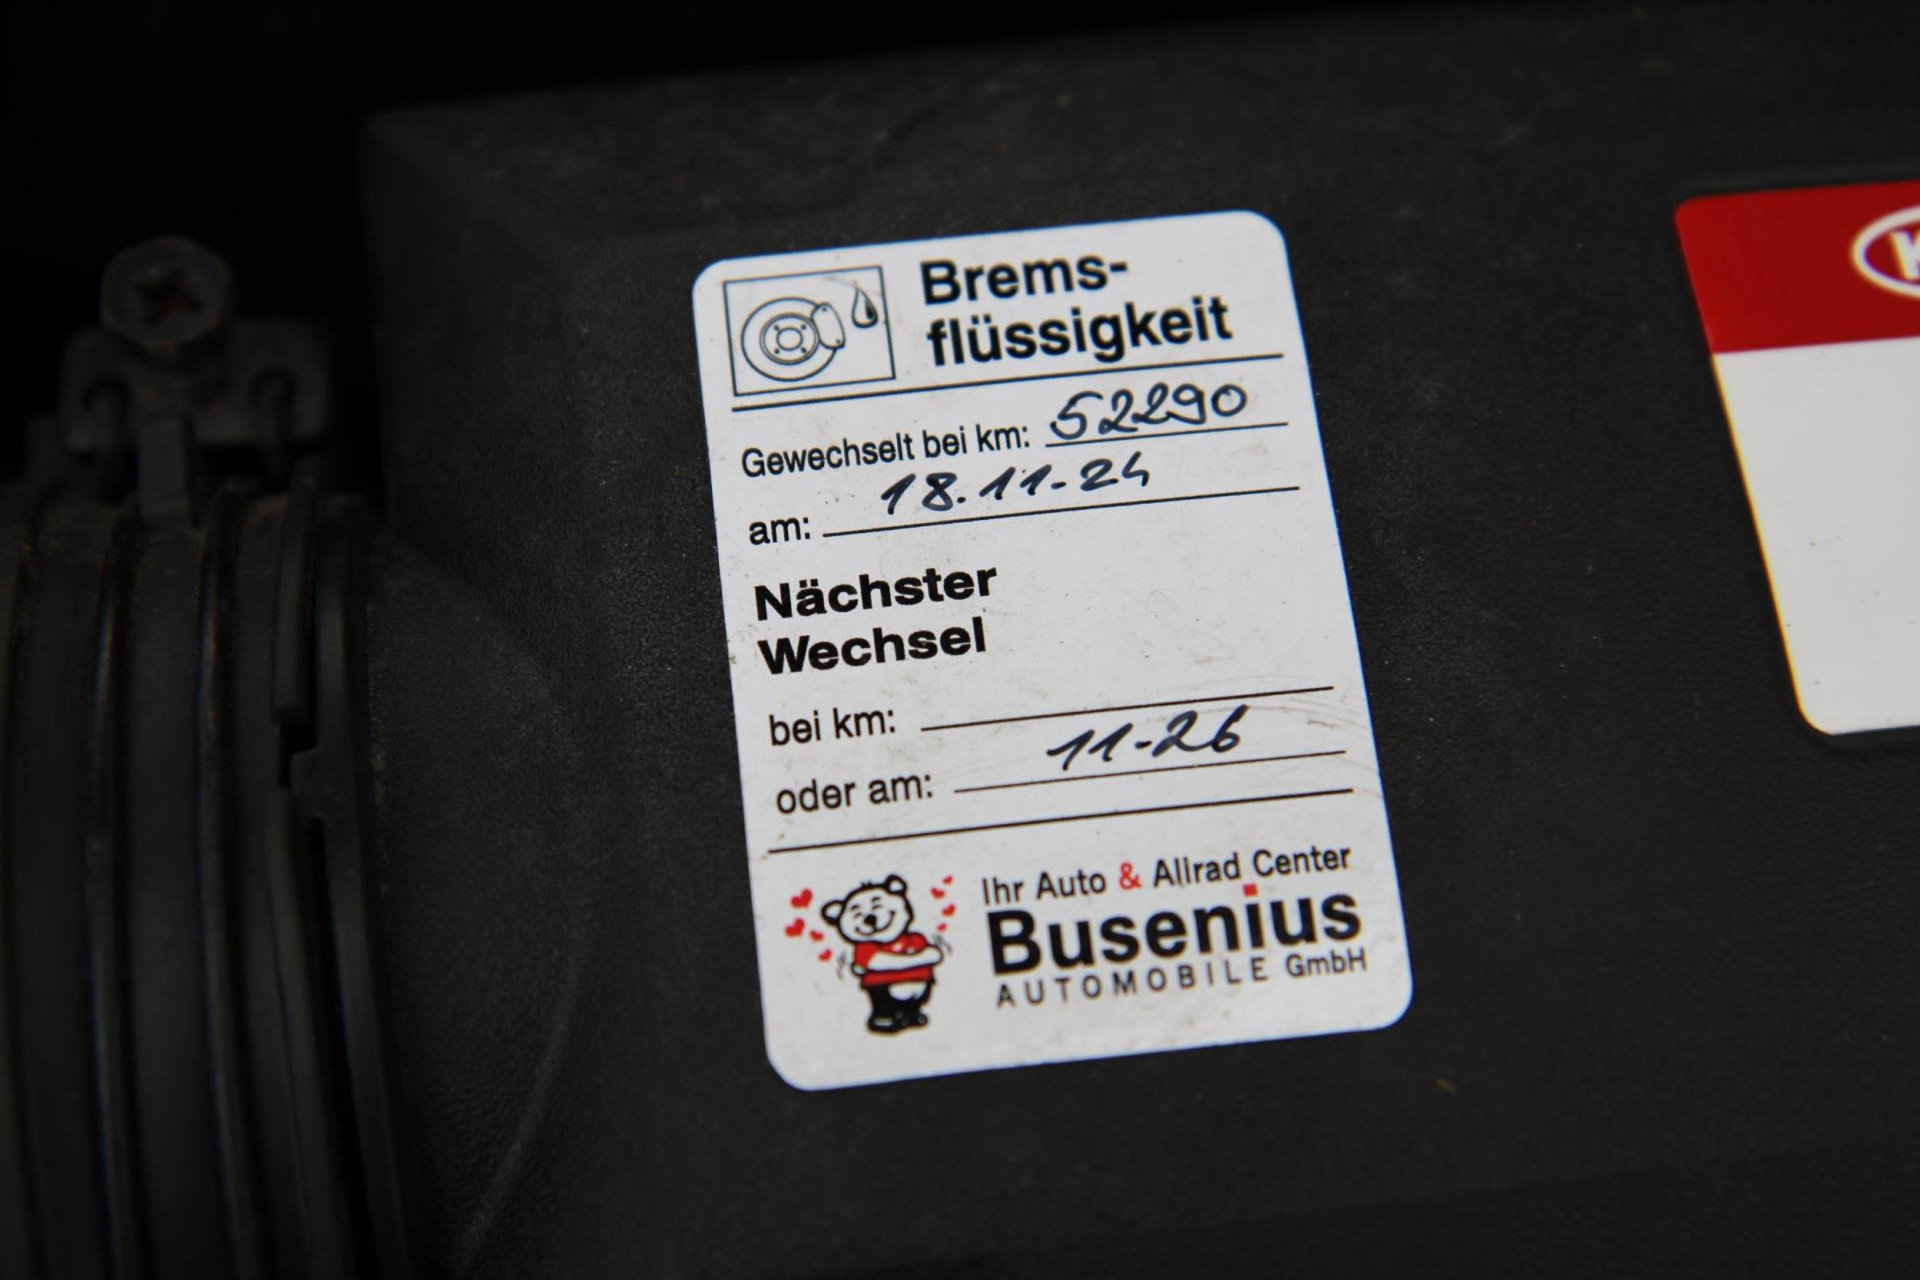 Brems-
flüssigkeit
Gewechselt bei km: 52290
am: 18.11-24
Nächster
Wechsel
bei km:
oder am: 11-26
Ihr Auto & Allrad Center
Busenius
AUTOMOBILE GmbH